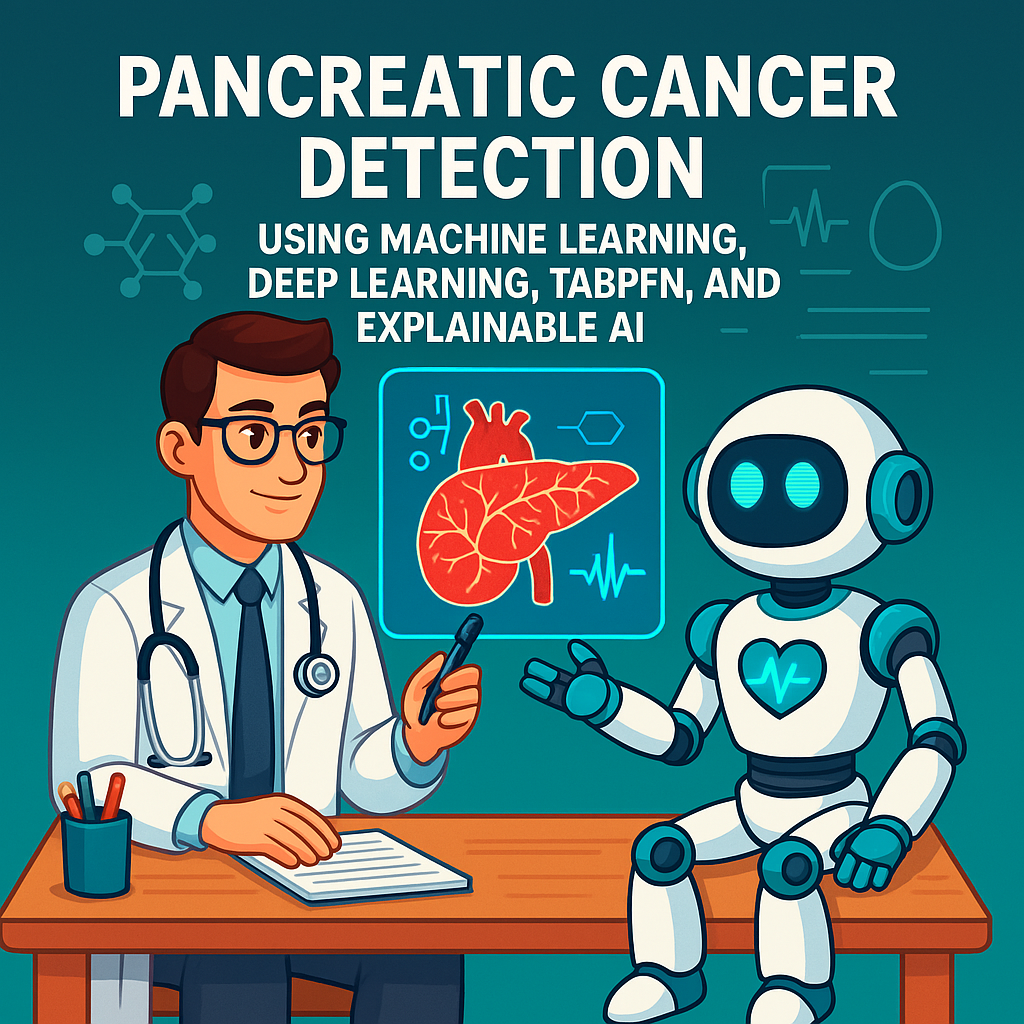 PANCREATIC CANCER
DETECTION
USING MACHINE LEARNING,
DEEP LEARNING, TABPFN, AND
EXPLAINABLE AI